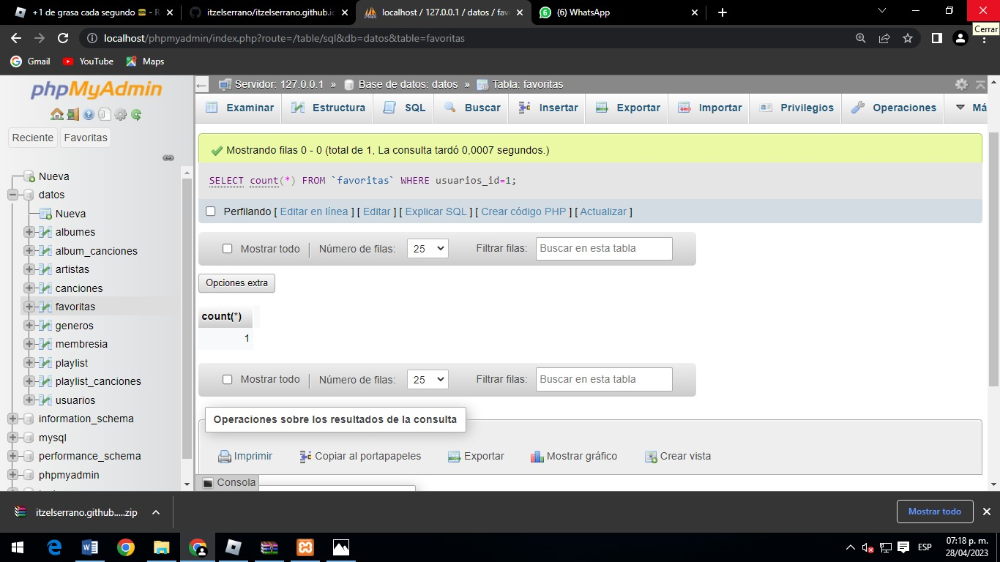 +1 de grasa cada segundo 🍔 - R
itzelserrano/itzelserrano.github.io
localhost / 127.0.0.1 / datos / favo
(6) WhatsApp
Cerrar
localhost/phpmyadmin/index.php?route=/table/sql&db=datos&table=favoritas
Gmail
YouTube
Maps
phpMyAdmin
Reciente
Favoritas
Nueva
datos
Nueva
albumes
album_canciones
artistas
canciones
favoritas
generos
membresia
playlist
playlist_canciones
usuarios
information_schema
mysql
performance_schema
phpmyadmin
Servidor: 127.0.0.1 » Base de datos: datos » Tabla: favoritas
Examinar Estructura SQL Buscar Insertar Exportar Importar Privilegios Operaciones Má
Mostrando filas 0 - 0 (total de 1, La consulta tardó 0,0007 segundos.)
SELECT count(*) FROM `favoritas` WHERE usuarios_id=1;
Perfilando [ Editar en línea ] [ Editar ] [ Explicar SQL ] [ Crear código PHP ] [ Actualizar ]
Mostrar todo | Número de filas: 25 Filtrar filas: Buscar en esta tabla
Opciones extra
count(*)
1
Mostrar todo | Número de filas: 25 Filtrar filas: Buscar en esta tabla
Operaciones sobre los resultados de la consulta
Imprimir Copiar al portapapeles Exportar Mostrar gráfico Crear vista
Consola
itzelserrano.github.....zip
Mostrar todo
ESP
07:18 p. m.
28/04/2023